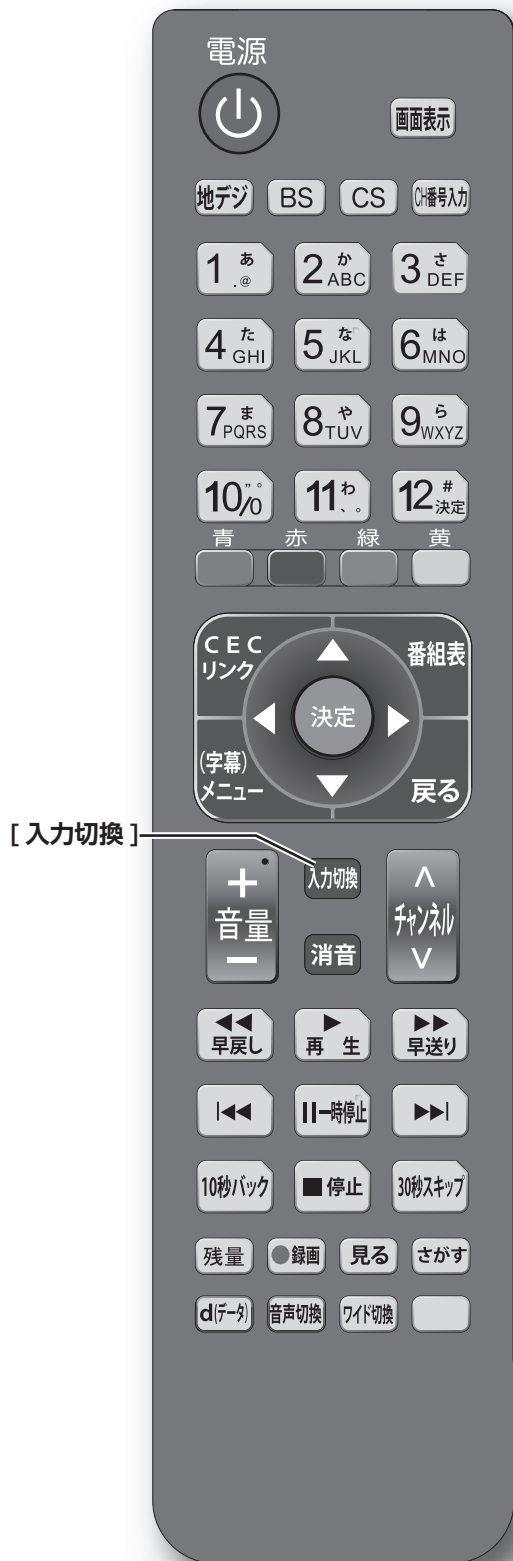 電源
画面表示
地デジ BS CS CH番号入力
1 あ .@ 2 か ABC 3 さ DEF
4 た GHI 5 な JKL 6 は MNO
7 ま PQRS 8 や TUV 9 ら WXYZ
10/0 ゛゜ 11 わ 、。 12 # 決定
青 赤 緑 黄
CEC
リンク
番組表
決定
(字幕)
メニュー
戻る
[ 入力切換 ]
+ 入力切換 ∧
音量 チャンネル
− 消音 ∨
◀◀ ▶ ▶▶
早戻し 再生 早送り
|◀◀ II一時停止 ▶▶|
10秒バック ■停止 30秒スキップ
残量 ●録画 見る さがす
d(データ) 音声切換 ワイド切換